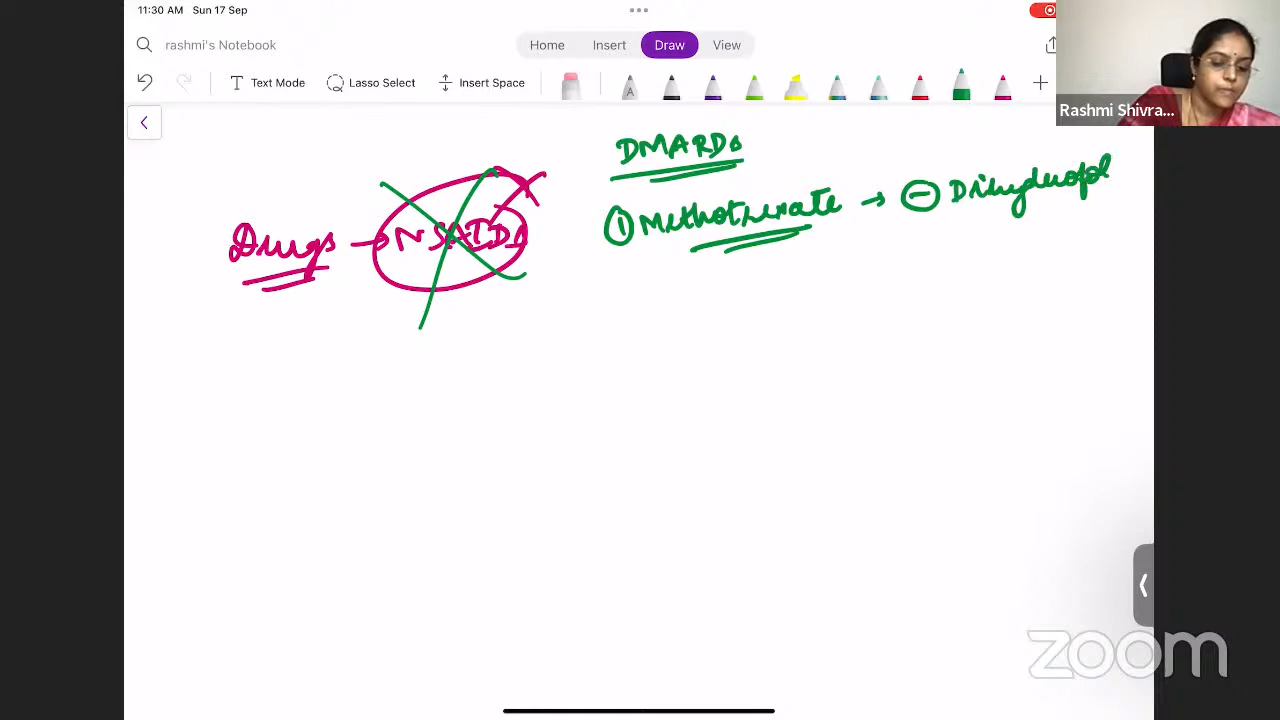 11:30 AM Sun 17 Sep
rashmi's Notebook
Home Insert Draw View
Text Mode Lasso Select Insert Space
A
Rashmi Shivra...
DMARDs
Drugs → NSAIDs
① Methotrexate → ⊖ Dihydrofol
zoom